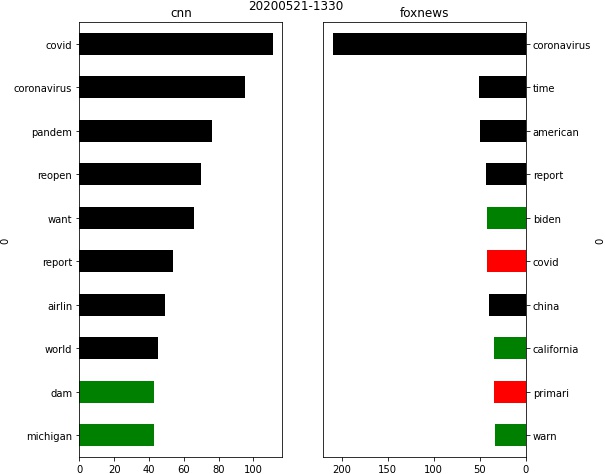 20200521-1330
cnn
foxnews
covid
coronavirus
pandem
reopen
want
report
airlin
world
dam
michigan
0
0 20 40 60 80 100
coronavirus
time
american
report
biden
covid
china
california
primari
warn
0
200 150 100 50 0